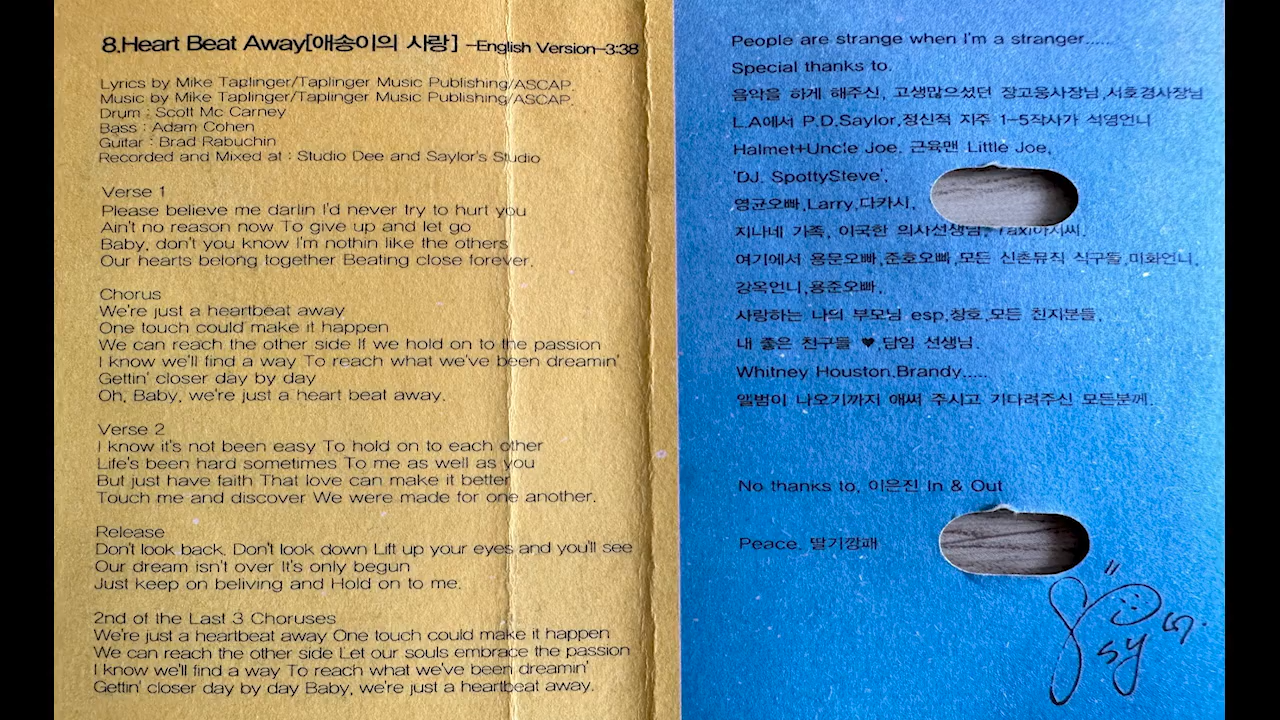 8.Heart Beat Away[애송이의 사랑] -English Version-3:38
Lyrics by Mike Taplinger/Taplinger Music Publishing/ASCAP.
Music by Mike Taplinger/Taplinger Music Publishing/ASCAP.
Drum : Scott Mc Carney
Bass : Adam Cohen
Guitar : Brad Rabuchin
Recorded and Mixed at : Studio Dee and Saylor's Studio
Verse 1
Please believe me darlin I'd never try to hurt you
Ain't no reason now To give up and let go
Baby, don't you know I'm nothin like the others
Our hearts belong together Beating close forever.
Chorus
We're just a heartbeat away
One touch could make it happen
We can reach the other side If we hold on to the passion
I know we'll find a way To reach what we've been dreamin'
Gettin' closer day by day
Oh, Baby, we're just a heart beat away.
Verse 2
I know it's not been easy To hold on to each other
Life's been hard sometimes To me as well as you
But just have faith That love can make it better
Touch me and discover We were made for one another.
Release
Don't look back, Don't look down Lift up your eyes and you'll see
Our dream isn't over It's only begun
Just keep on beliving and Hold on to me.
2nd of the Last 3 Choruses
We're just a heartbeat away One touch could make it happen
We can reach the other side Let our souls embrace the passion
I know we'll find a way To reach what we've been dreamin'
Gettin' closer day by day Baby, we're just a heartbeat away.
People are strange when I'm a stranger.....
Special thanks to.
음악을 하게 해주신, 고생많으셨던 장고웅사장님,서호경사장님
L.A에서 P.D.Saylor,정신적 지주 1-5작사가 석영언니
Halmet+Uncle Joe. 근육맨 Little Joe,
'DJ. SpottySteve',
영균오빠,Larry,다카시,
지나네 가족, 이국한 의사선생님, Taxi아저씨.
여기에서 용문오빠,준호오빠,모든 신촌뮤직 식구들,미화언니,
강옥언니,용준오빠,
사랑하는 나의 부모님 esp,창호,모든 친지분들,
내 좋은 친구들 ♥,담임 선생님.
Whitney Houston,Brandy.....
앨범이 나오기까지 애써 주시고 기다려주신 모든분께.
No thanks to, 이은진 In & Out
Peace. 딸기깡패